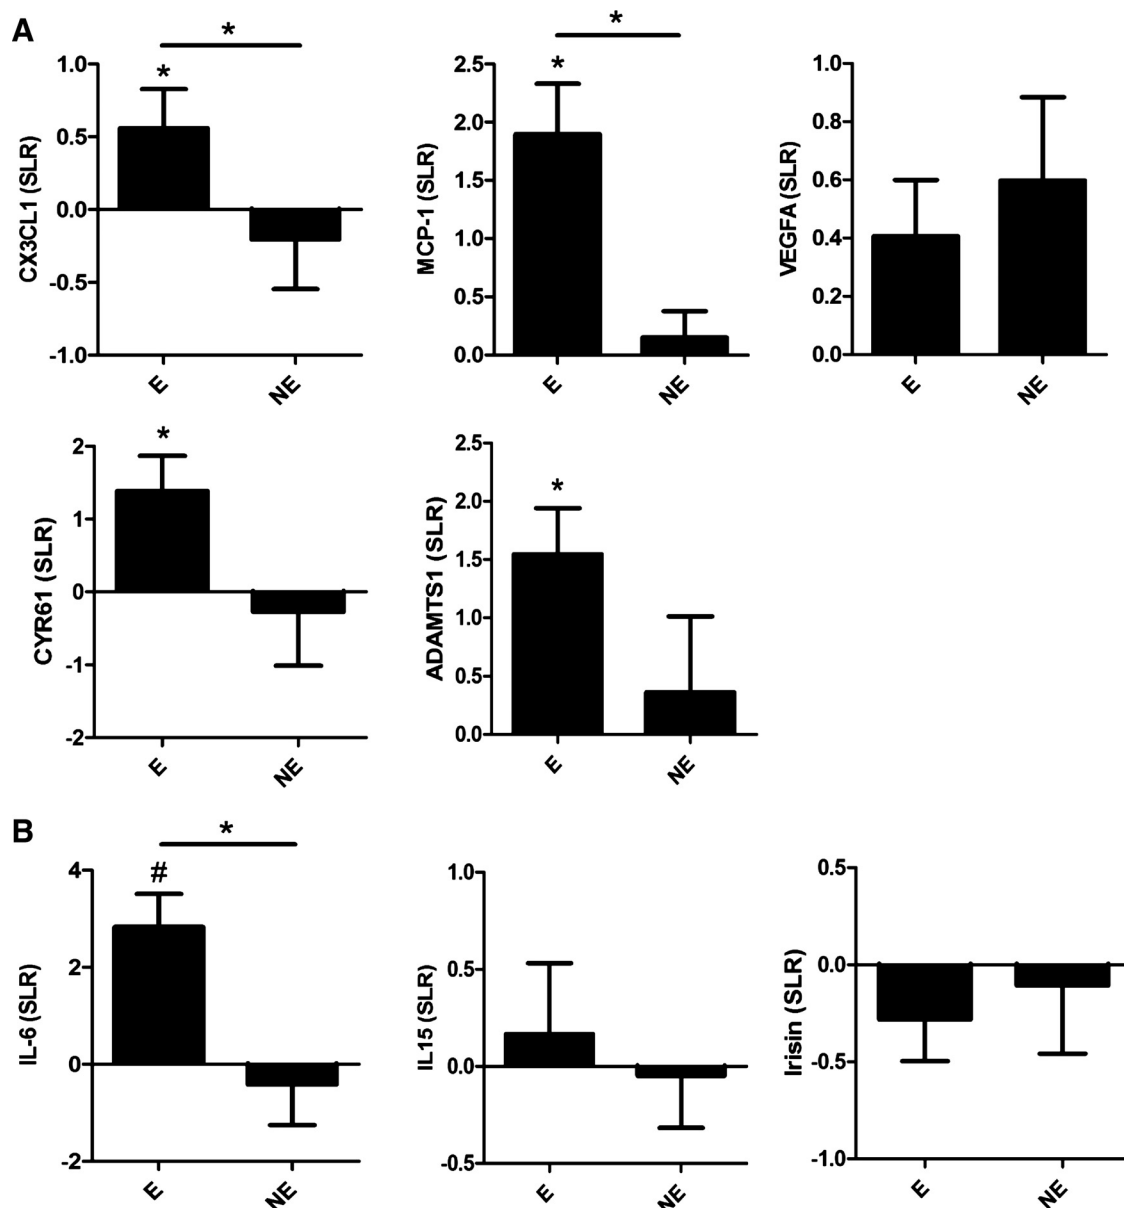 A
*
*
CX3CL1 (SLR)
1.0
0.5
0.0
-0.5
-1.0
E
NE
*
*
MCP-1 (SLR)
2.5
2.0
1.5
1.0
0.5
0.0
E
NE
VEGFA (SLR)
1.0
0.8
0.6
0.4
0.2
0.0
E
NE
*
CYR61 (SLR)
2
1
0
-1
-2
E
NE
*
ADAMTS1 (SLR)
2.5
2.0
1.5
1.0
0.5
0.0
E
NE
B
*
#
IL-6 (SLR)
4
2
0
-2
E
NE
IL15 (SLR)
1.0
0.5
0.0
-0.5
E
NE
Irisin (SLR)
0.5
0.0
-0.5
-1.0
E
NE